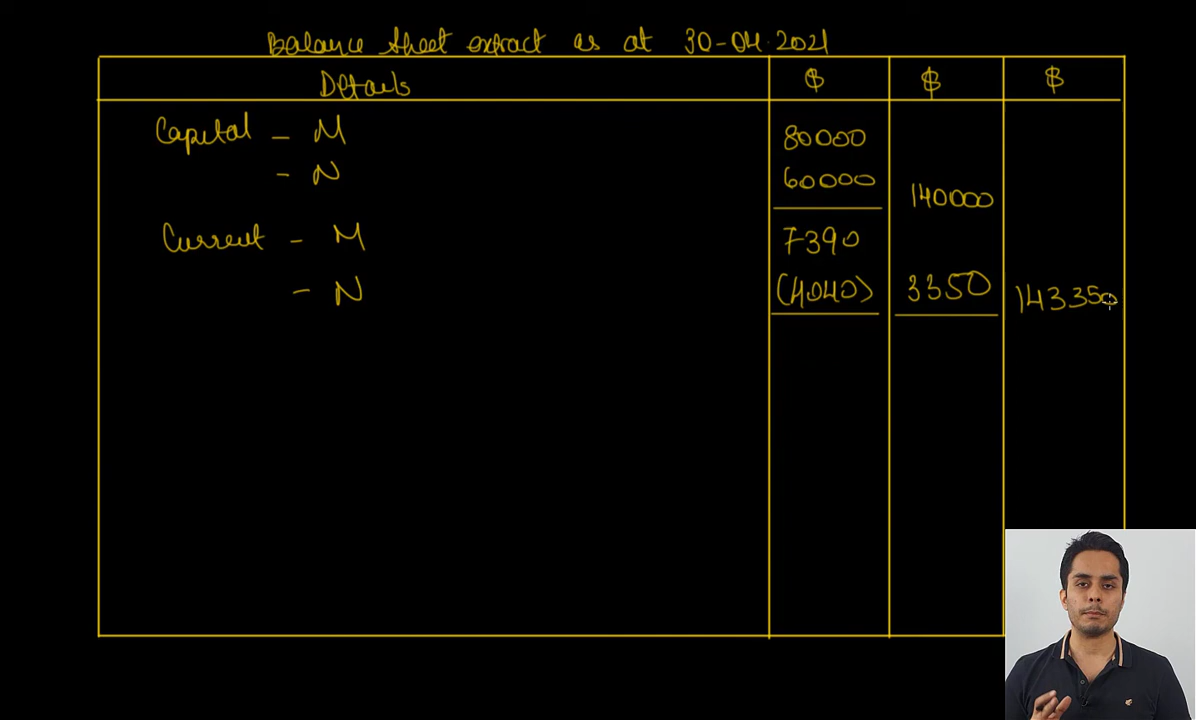 Balance sheet extract as at 30-04.2021
Details $ $ $
Capital - M 80000
- N 60000 140000
Current - M 7390
- N (4040) 3350 143350